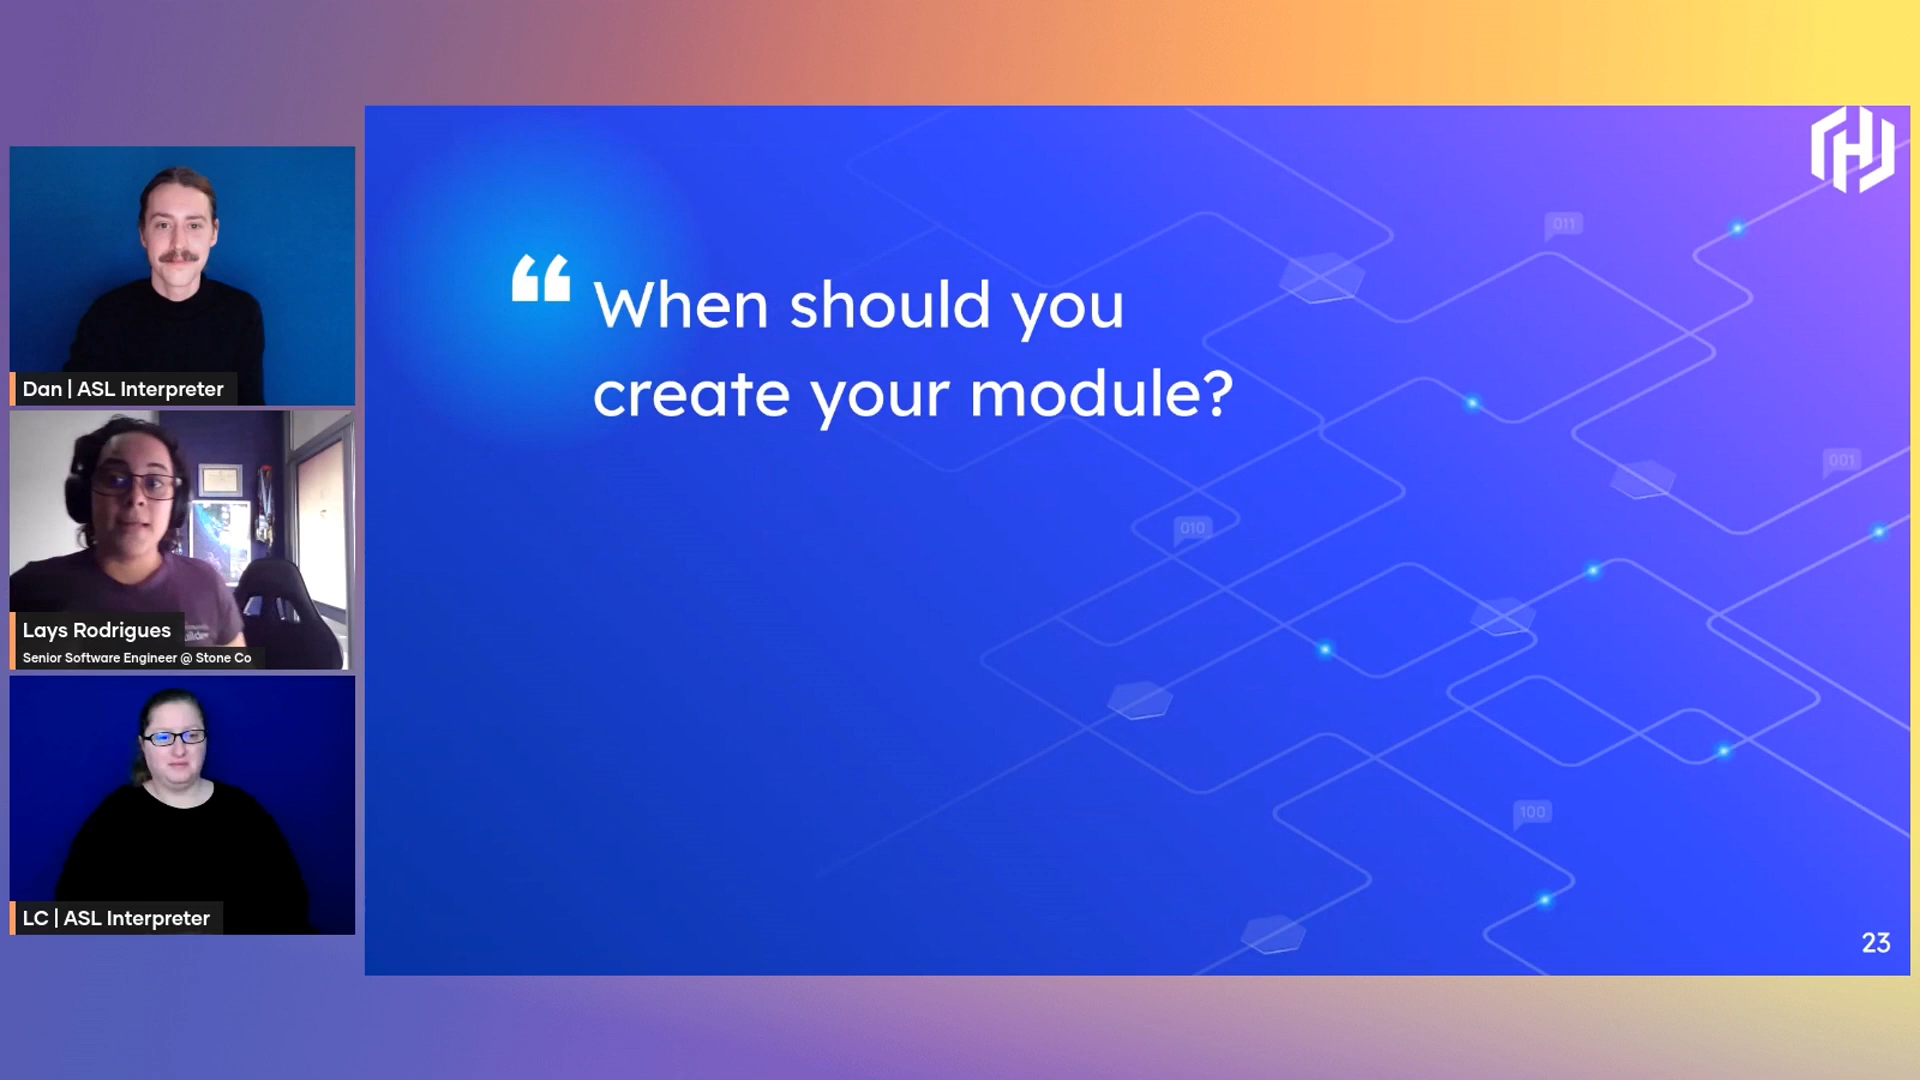 Dan | ASL Interpreter
Lays Rodrigues
Senior Software Engineer @ Stone Co
LC | ASL Interpreter
“ When should you
create your module?
011
001
010
100
23